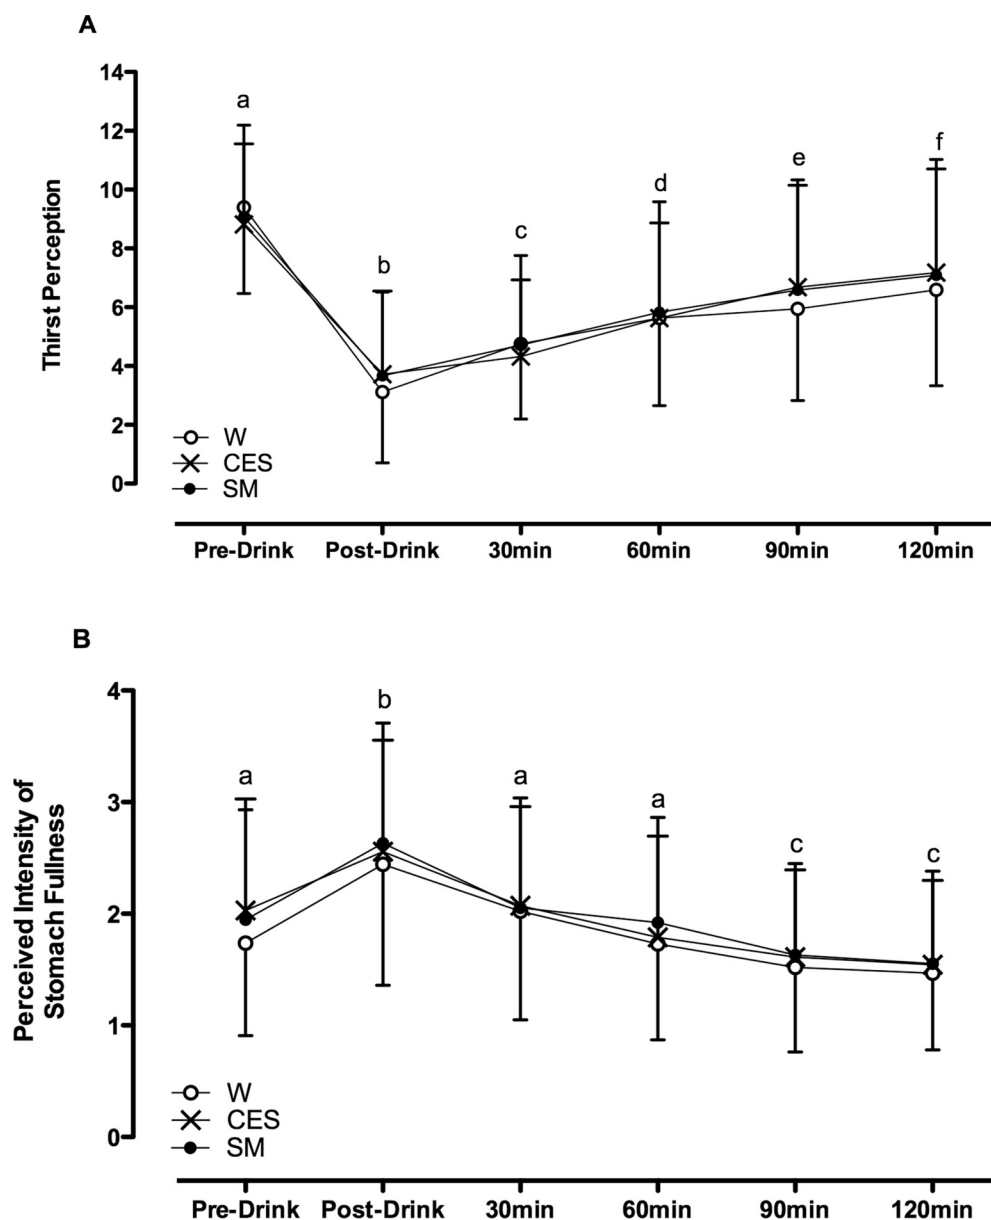 A
14
12
10
8
6
4
2
0
Thirst Perception
a
b
c
d
e
f
W
CES
SM
Pre-Drink Post-Drink 30min 60min 90min 120min
B
4
3
2
1
0
Perceived Intensity of
Stomach Fullness
a
b
a
a
c
c
W
CES
SM
Pre-Drink Post-Drink 30min 60min 90min 120min